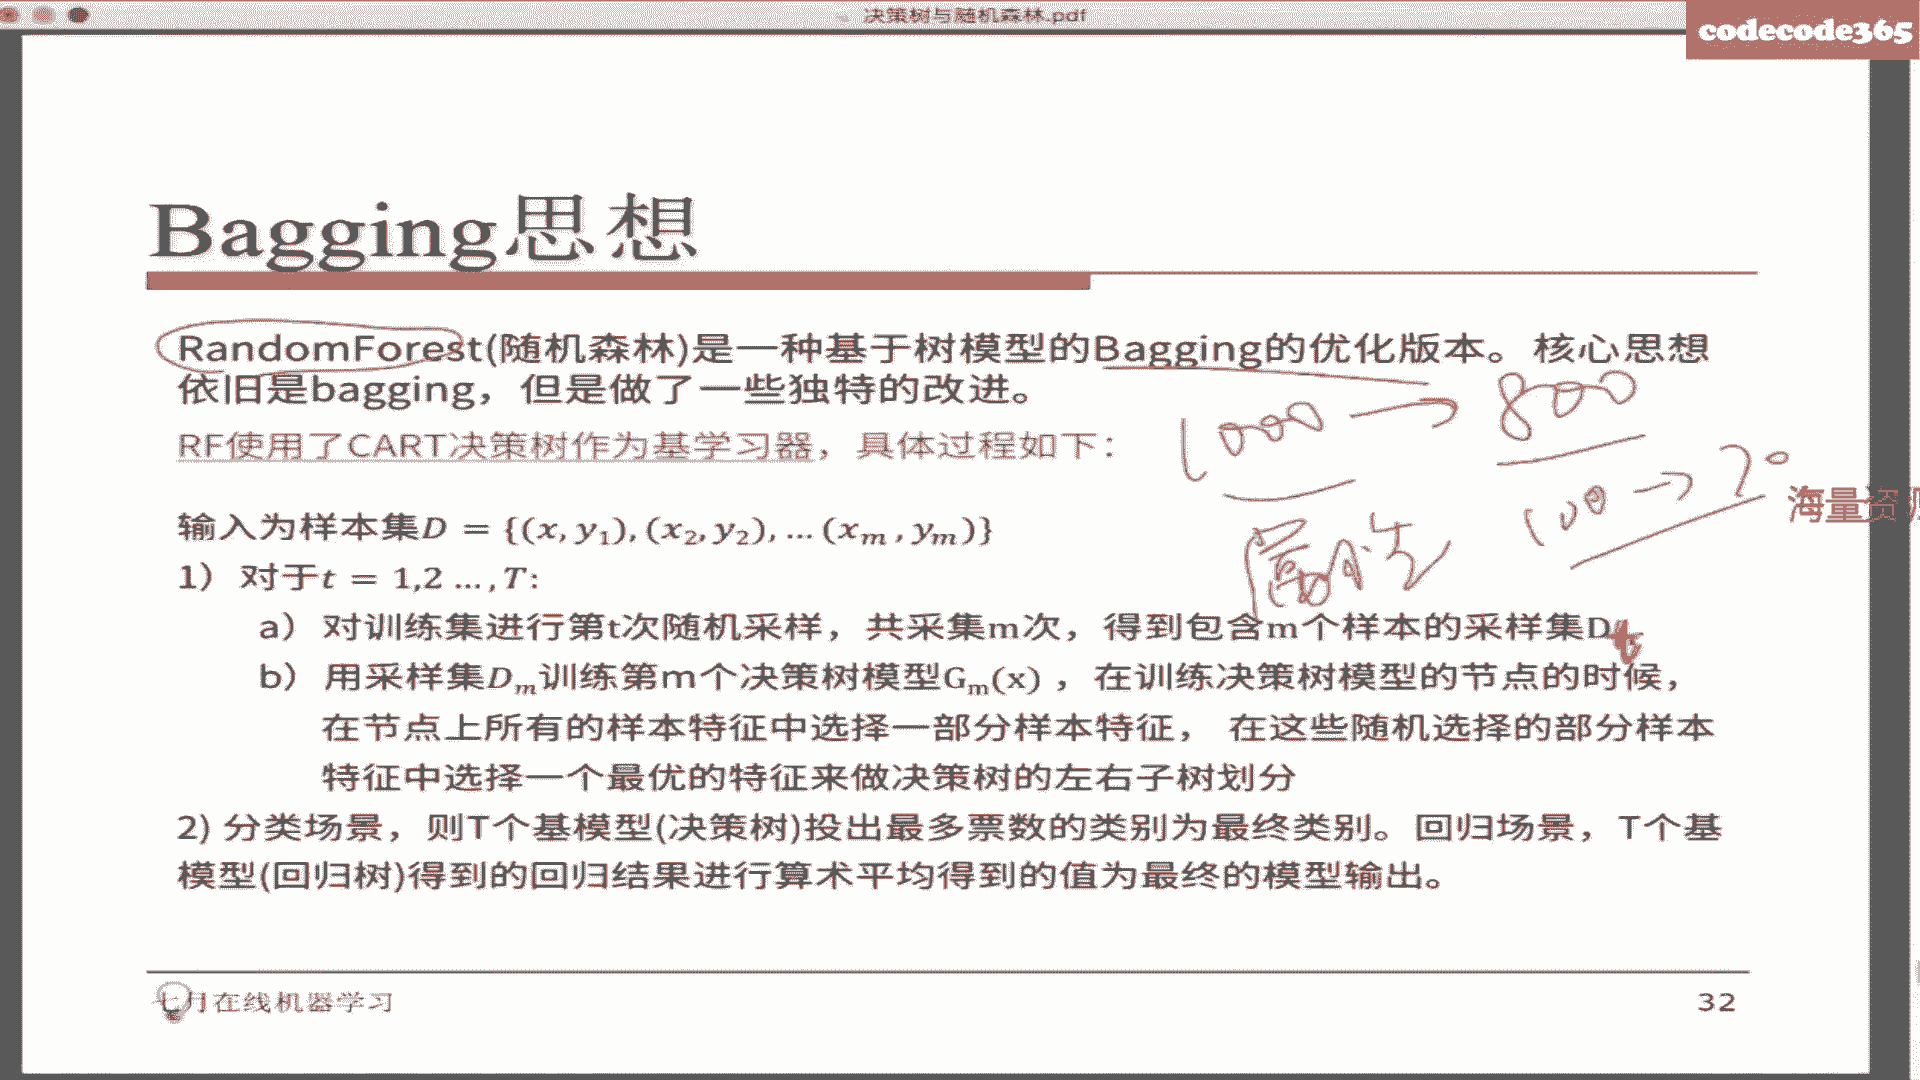 决策树与随机森林.pdf
codecode365
Bagging思想
RandomForest(随机森林)是一种基于树模型的Bagging的优化版本。核心思想
依旧是bagging，但是做了一些独特的改进。
1000 → 800
RF使用了CART决策树作为基学习器，具体过程如下：
100 → 70
海量资源
输入为样本集D = {(x, y₁), (x₂, y₂), ... (xₘ , yₘ)}
1） 对于t = 1,2 ... , T:
a） 对训练集进行第t次随机采样，共采集m次，得到包含m个样本的采样集Dt
b） 用采样集Dₘ训练第m个决策树模型Gₘ(x) ，在训练决策树模型的节点的时候，
在节点上所有的样本特征中选择一部分样本特征， 在这些随机选择的部分样本
特征中选择一个最优的特征来做决策树的左右子树划分
2) 分类场景，则T个基模型(决策树)投出最多票数的类别为最终类别。回归场景，T个基
模型(回归树)得到的回归结果进行算术平均得到的值为最终的模型输出。
七月在线机器学习
32